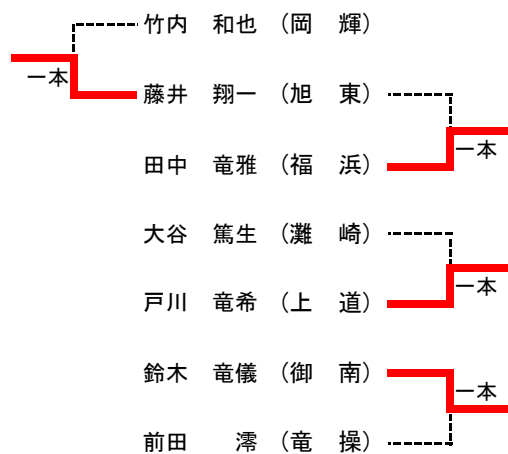 竹内　和也　（岡　輝）
一本
藤井　翔一　（旭　東）
一本
田中　竜雅　（福　浜）
大谷　篤生　（灘　崎）
一本
戸川　竜希　（上　道）
鈴木　竜儀　（御　南）
一本
前田　　澪　（竜　操）